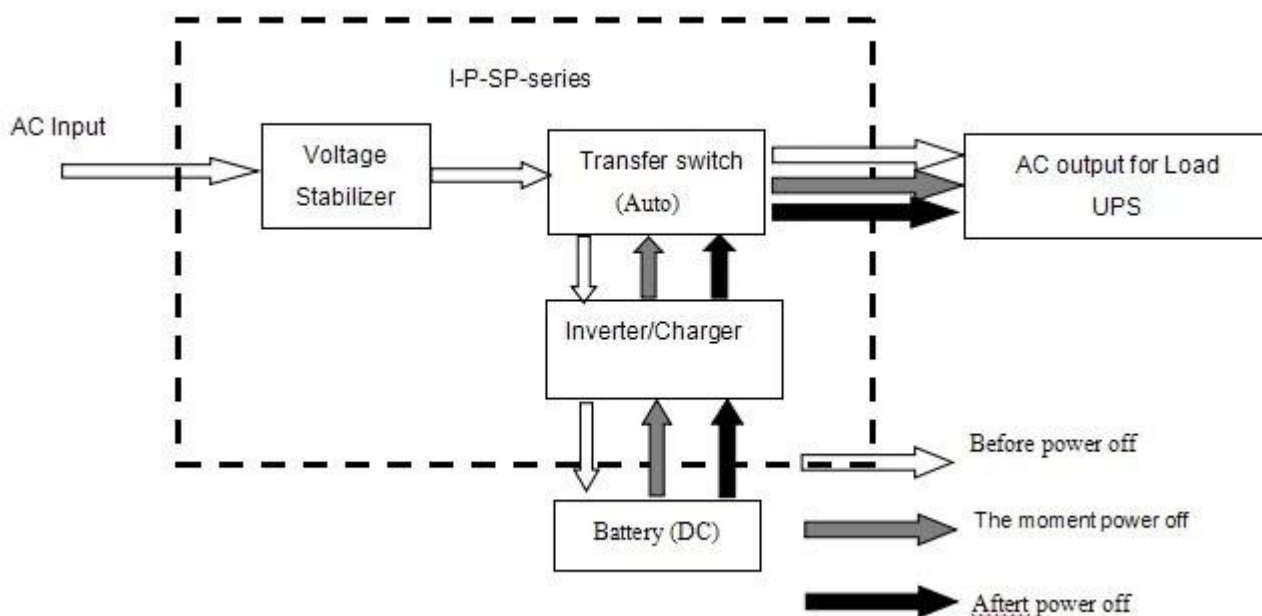 I-P-SP-series
AC Input
Voltage
Stabilizer
Transfer switch
(Auto)
AC output for Load
UPS
Inverter/Charger
Battery (DC)
Before power off
The moment power off
Aftert power off